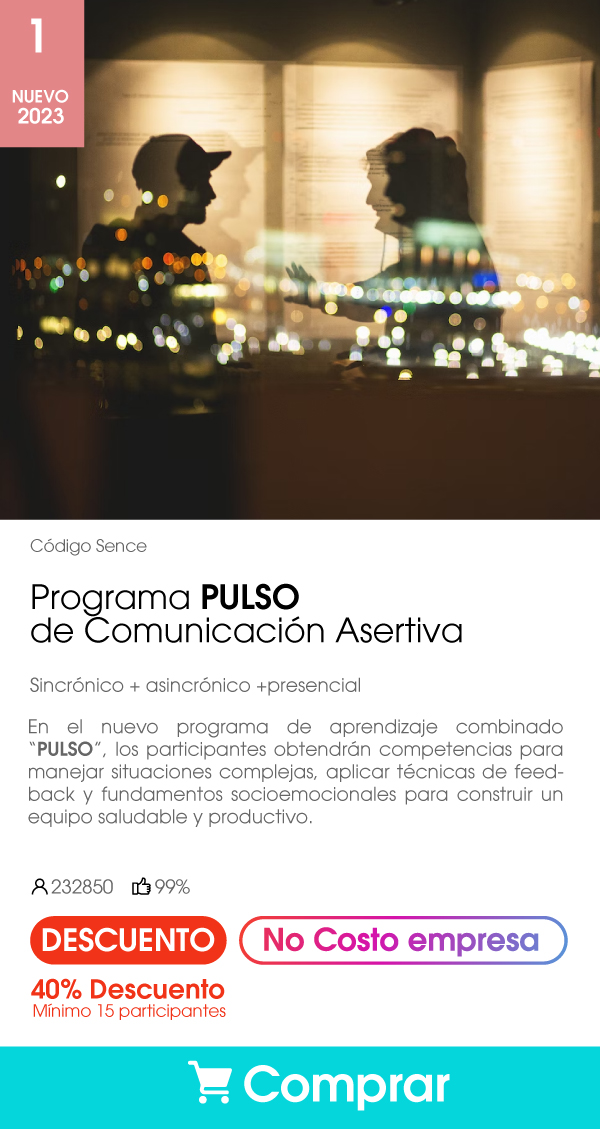 1
NUEVO
2023
Código Sence
Programa PULSO
de Comunicación Asertiva
Sincrónico + asincrónico +presencial
En el nuevo programa de aprendizaje combinado
“PULSO”, los participantes obtendrán competencias para
manejar situaciones complejas, aplicar técnicas de feed-
back y fundamentos socioemocionales para construir un
equipo saludable y productivo.
232850 99%
DESCUENTO No Costo empresa
40% Descuento
Mínimo 15 participantes
Comprar